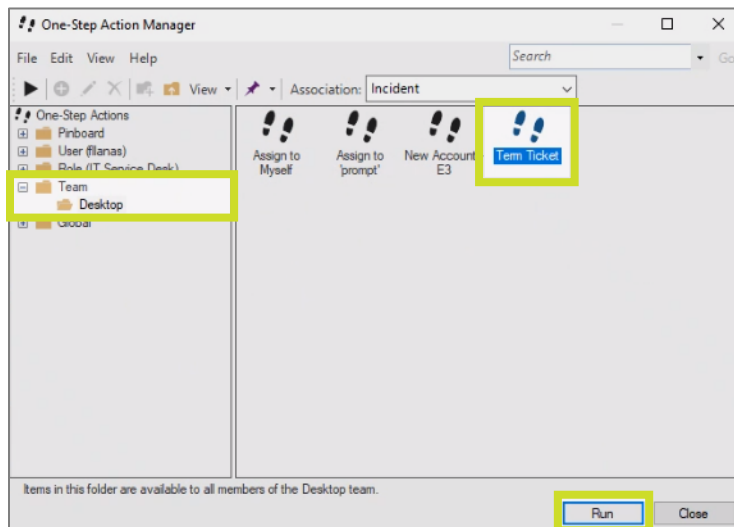 One-Step Action Manager
File Edit View Help
Search
Go
View
Association: Incident
One-Step Actions
Pinboard
User (fllanas)
Role (IT Service Desk)
Team
Desktop
Global
Assign to
Myself
Assign to
'prompt'
New Account
E3
Term Ticket
Items in this folder are available to all members of the Desktop team.
Run
Close